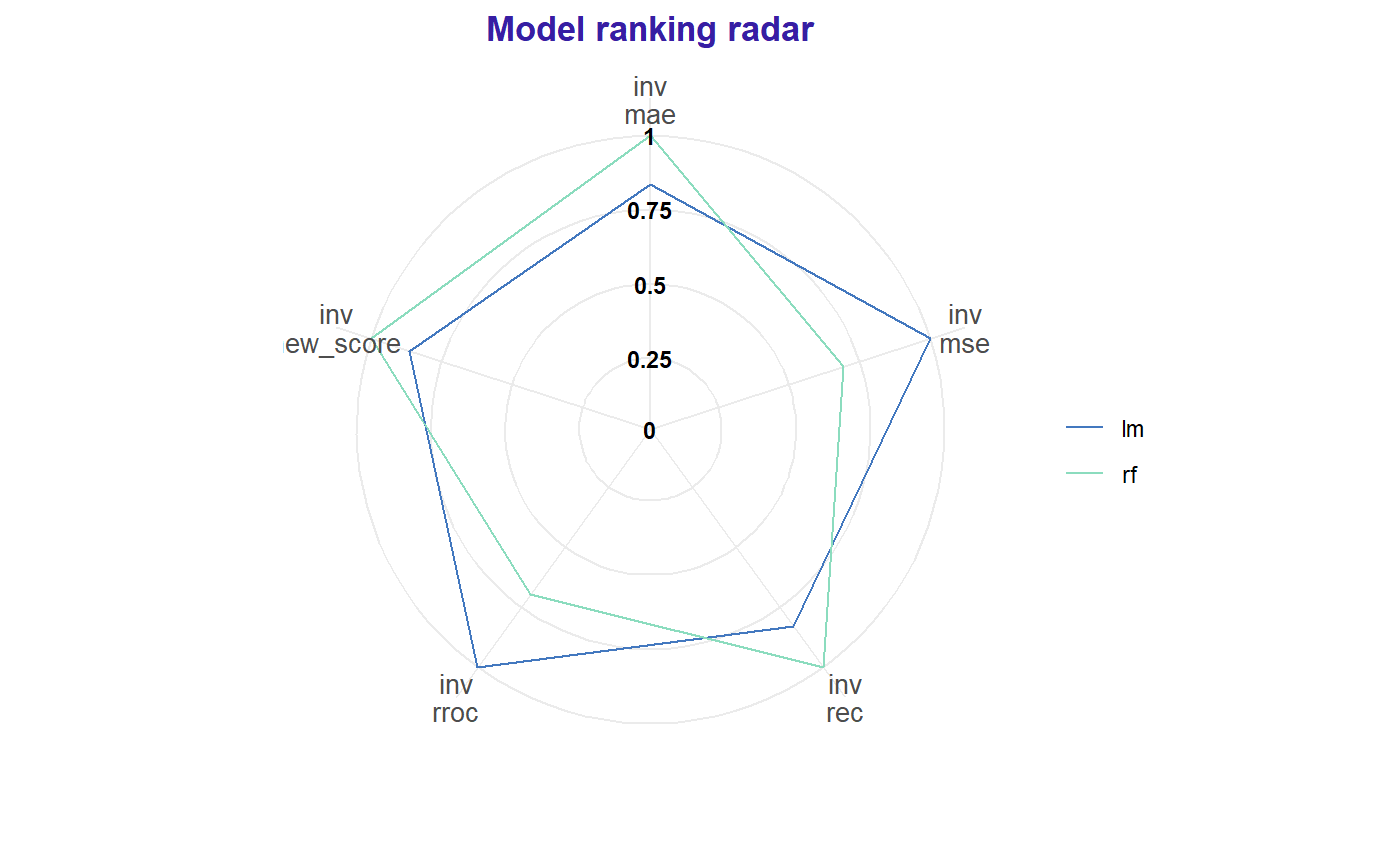 Model ranking radar
inv
mae
1
0.75
inv
mse
inv
ew_score
0.5
0.25
0
lm
rf
inv
rroc
inv
rec